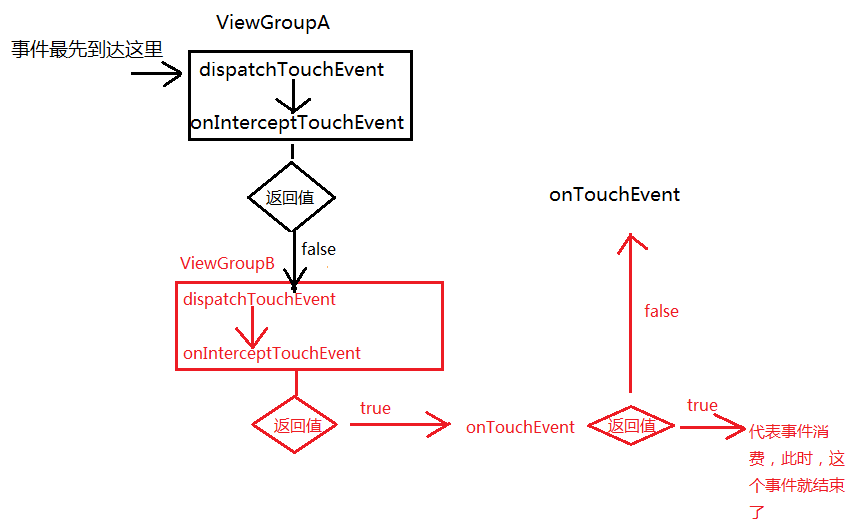 ViewGroupA
事件最先到达这里
dispatchTouchEvent
onInterceptTouchEvent
返回值
false
ViewGroupB
dispatchTouchEvent
onInterceptTouchEvent
返回值
true
onTouchEvent
返回值
false
onTouchEvent
true
代表事件消
费，此时，这
个事件就结束
了